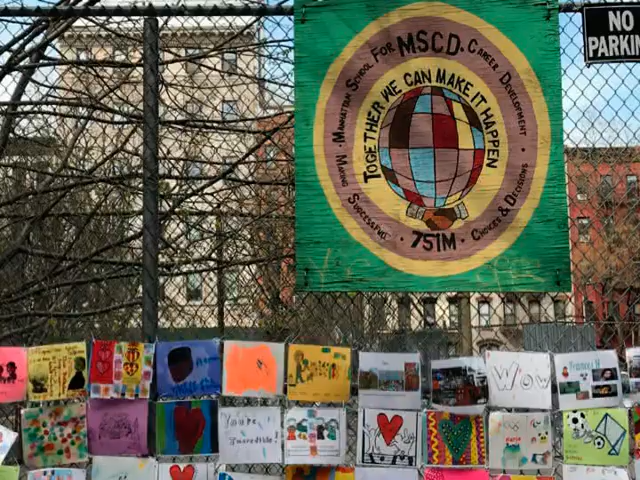 NO
PARKIN
MSCD
Manhattan School For Career Development
Making Successful Choices & Decisions
TOGETHER WE CAN MAKE IT HAPPEN
751M
WOW
You're
Incredible!